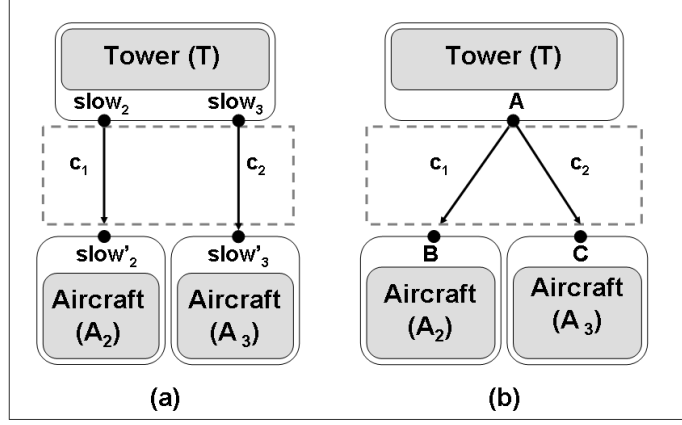 Tower (T)
slow₂ slow₃
c₁ c₂
slow'₂ slow'₃
Aircraft
(A₂)
Aircraft
(A₃)
(a)
Tower (T)
A
c₁ c₂
B C
Aircraft
(A₂)
Aircraft
(A₃)
(b)